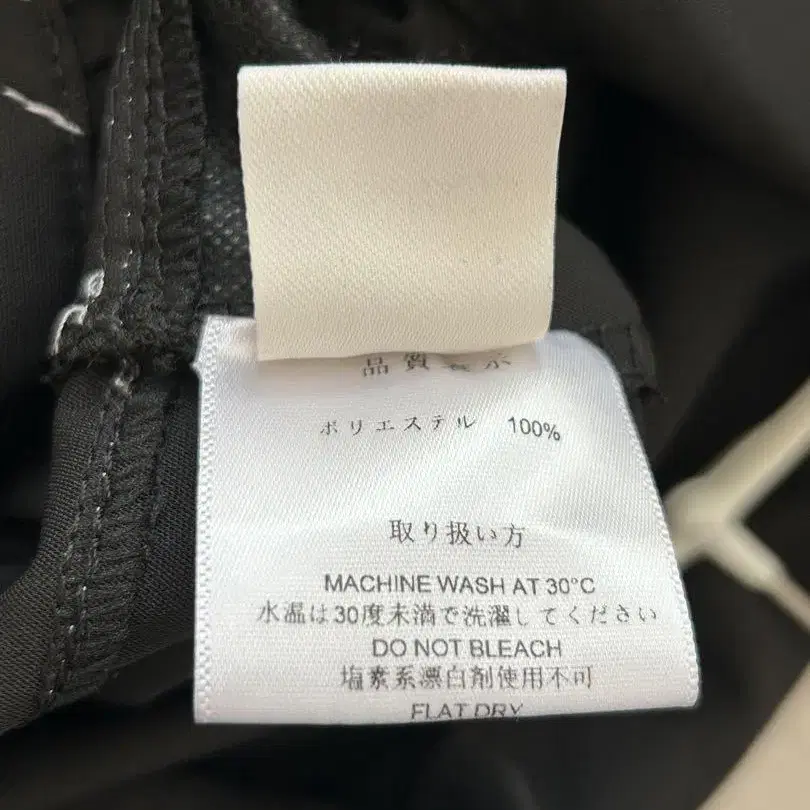 品質表示
ポリエステル 100%
取り扱い方
MACHINE WASH AT 30°C
水温は30度未満で洗濯してください
DO NOT BLEACH
塩素系漂白剤使用不可
FLAT DRY